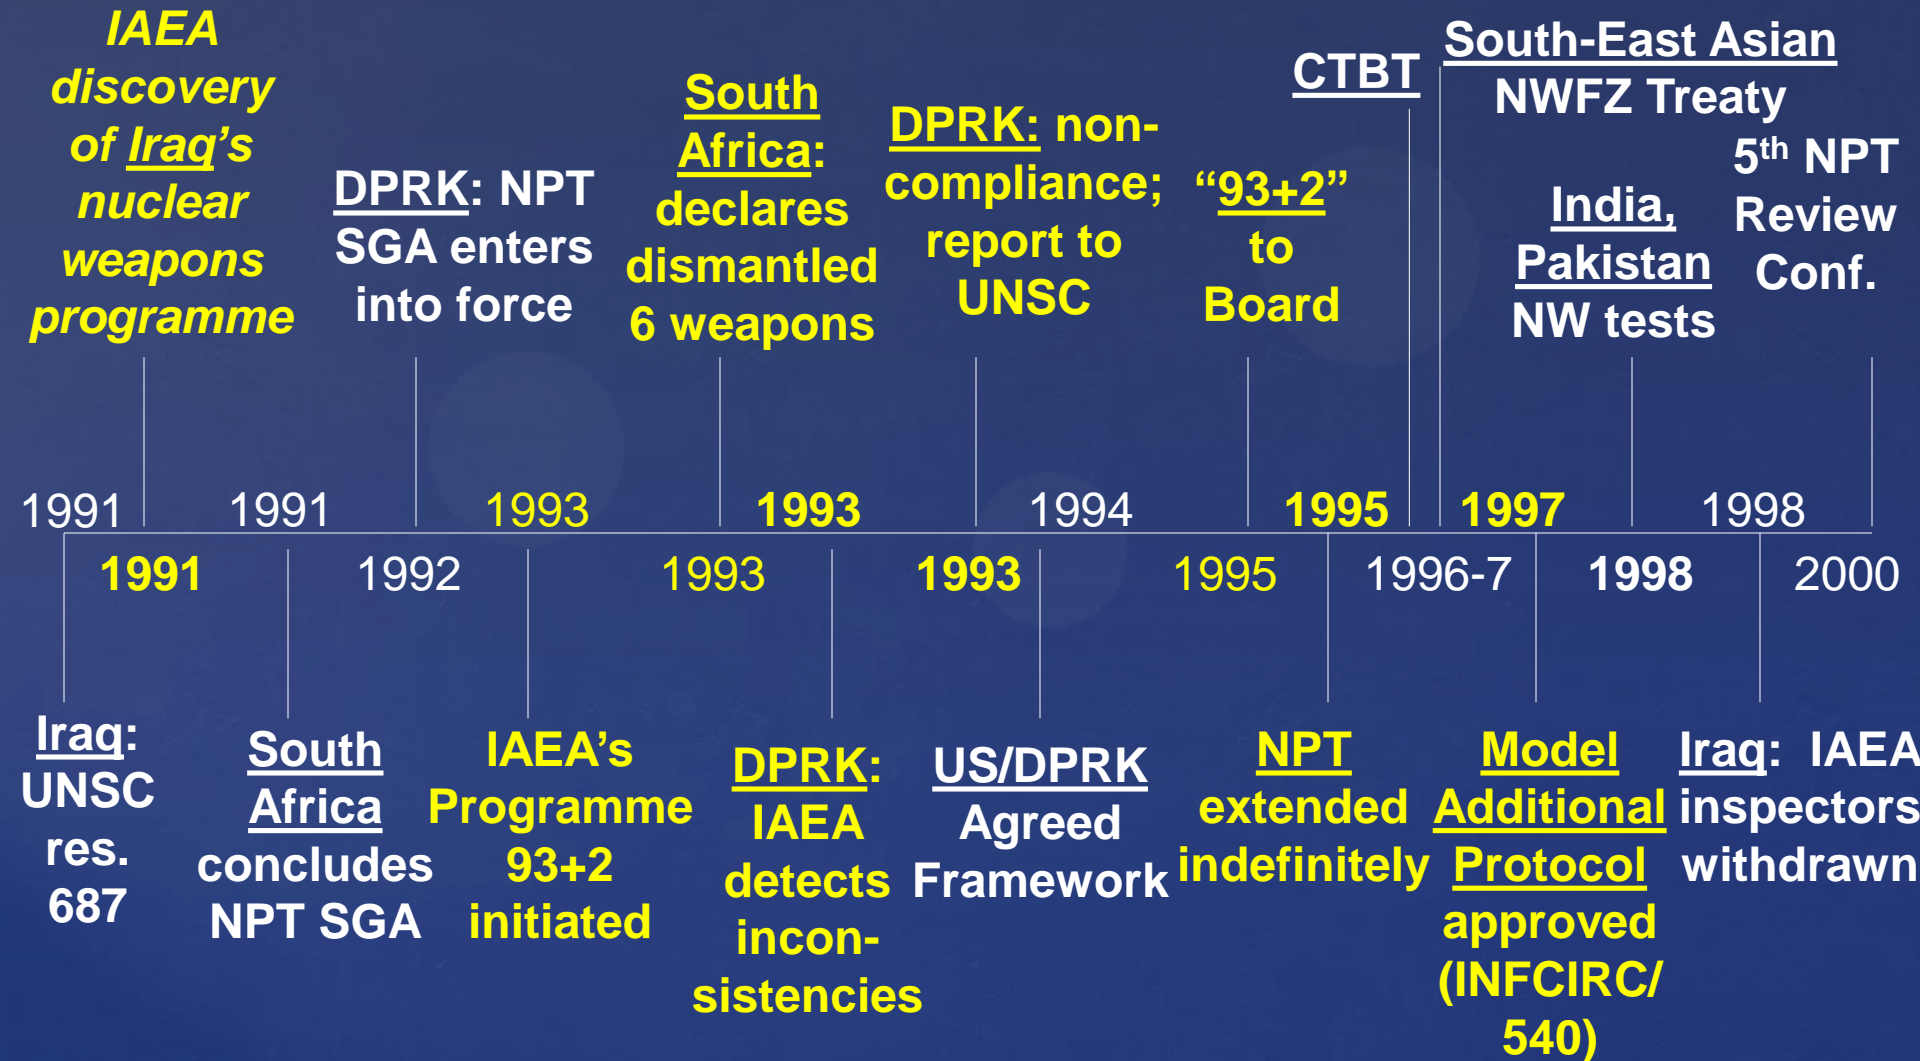 IAEA
discovery
of Iraq's
nuclear
weapons
programme
DPRK: NPT
SGA enters
into force
South
Africa:
declares
dismantled
6 weapons
DPRK: non-
compliance;
report to
UNSC
“93+2”
to
Board
CTBT
South-East Asian
NWFZ Treaty
India,
Pakistan
NW tests
5th NPT
Review
Conf.
1991 1991 1993 1993 1994 1995 1997 1998
1991 1992 1993 1993 1995 1996-7 1998 2000
Iraq:
UNSC
res.
687
South
Africa
concludes
NPT SGA
IAEA’s
Programme
93+2
initiated
DPRK:
IAEA
detects
incon-
sistencies
US/DPRK
Agreed
Framework
NPT
extended
indefinitely
Model
Additional
Protocol
approved
(INFCIRC/
540)
Iraq: IAEA
inspectors
withdrawn